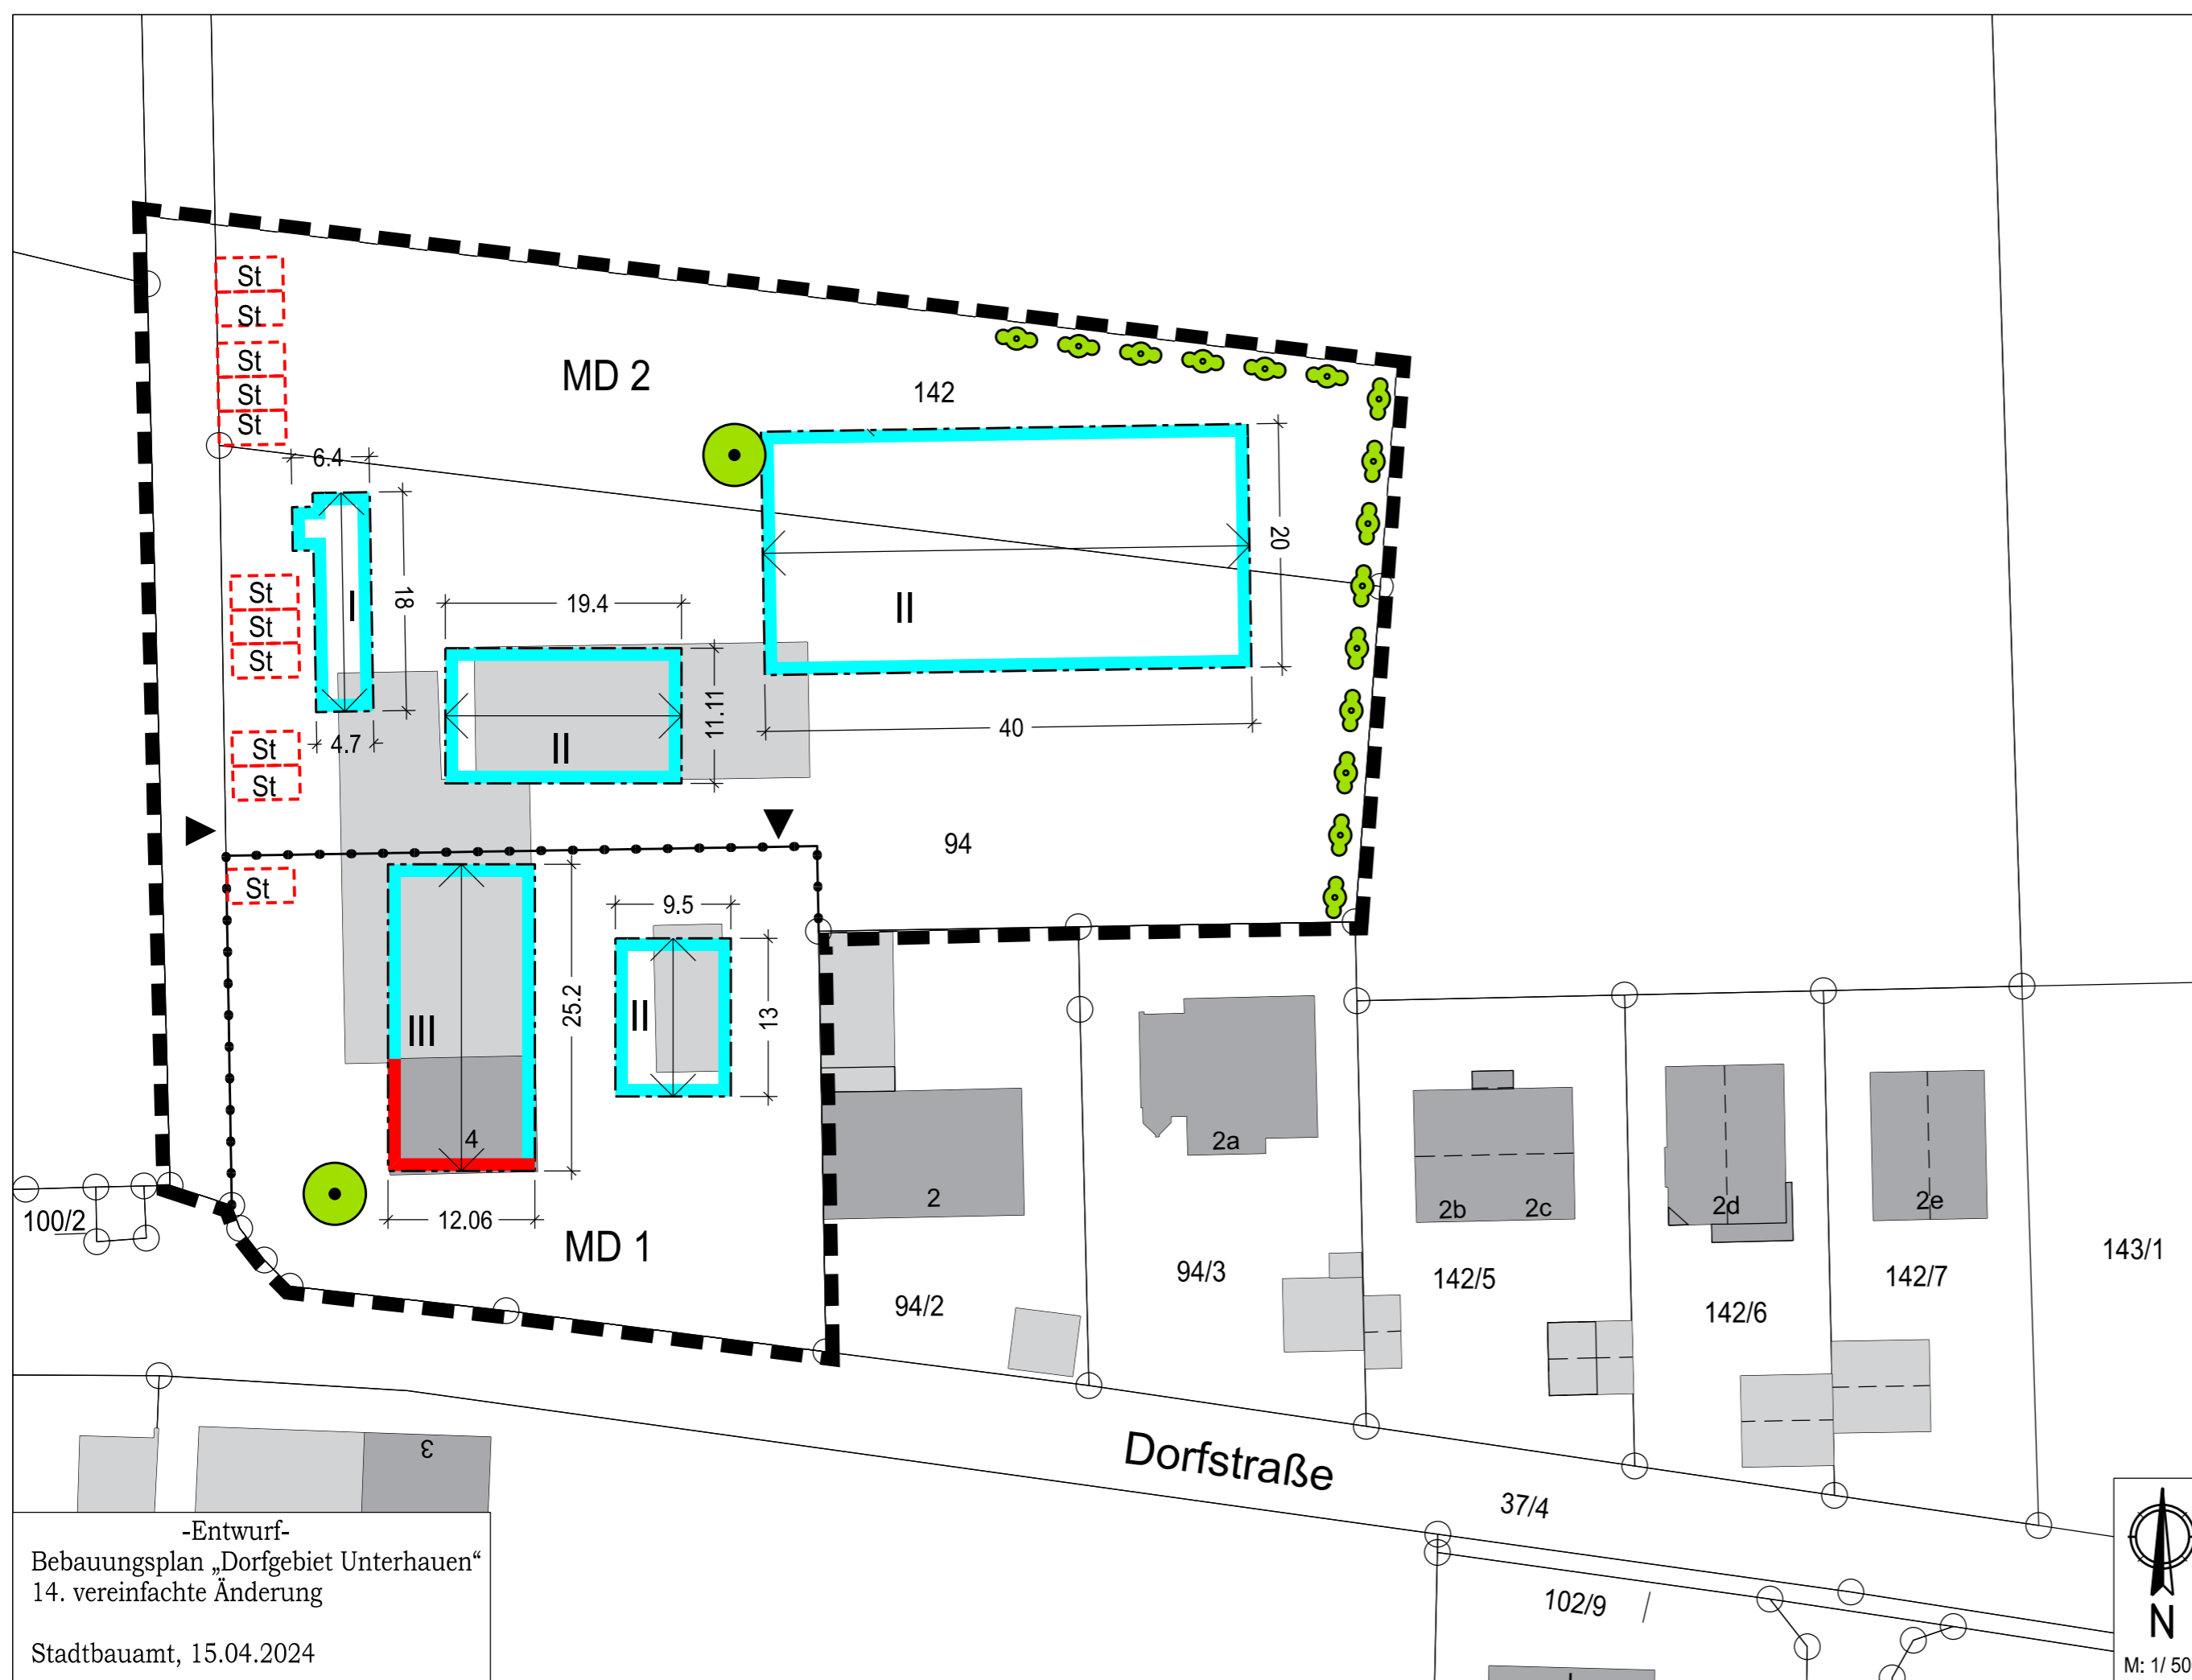 St
St
St
St
St
MD 2
142
6.4
18
I
20
St
St
St
19.4
II
II
11.11
40
4.7
St
St
94
St
9.5
25.2
III
II
13
4
12.06
MD 1
100/2
2
2a
2b
2c
2d
2e
94/2
94/3
142/5
142/6
142/7
143/1
3
Dorfstraße
37/4
102/9
-Entwurf-
Bebauungsplan „Dorfgebiet Unterhauen“
14. vereinfachte Änderung
Stadtbauamt, 15.04.2024
N
M: 1/ 50